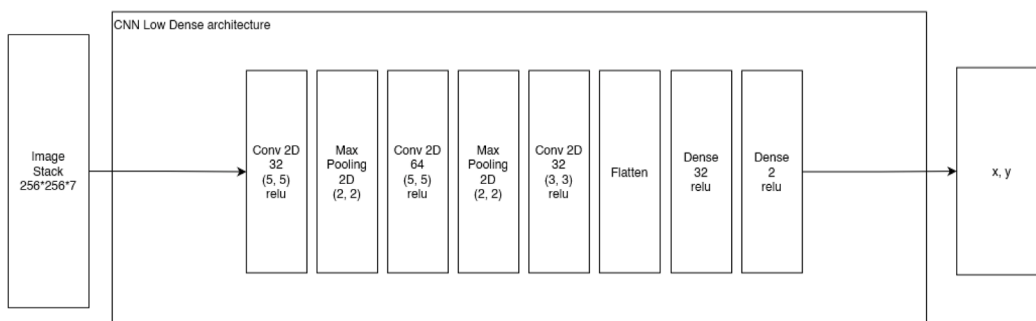 CNN Low Dense architecture
Image
Stack
256*256*7
Conv 2D
32
(5, 5)
relu
Max
Pooling
2D
(2, 2)
Conv 2D
64
(5, 5)
relu
Max
Pooling
2D
(2, 2)
Conv 2D
32
(3, 3)
relu
Flatten
Dense
32
relu
Dense
2
relu
x, y